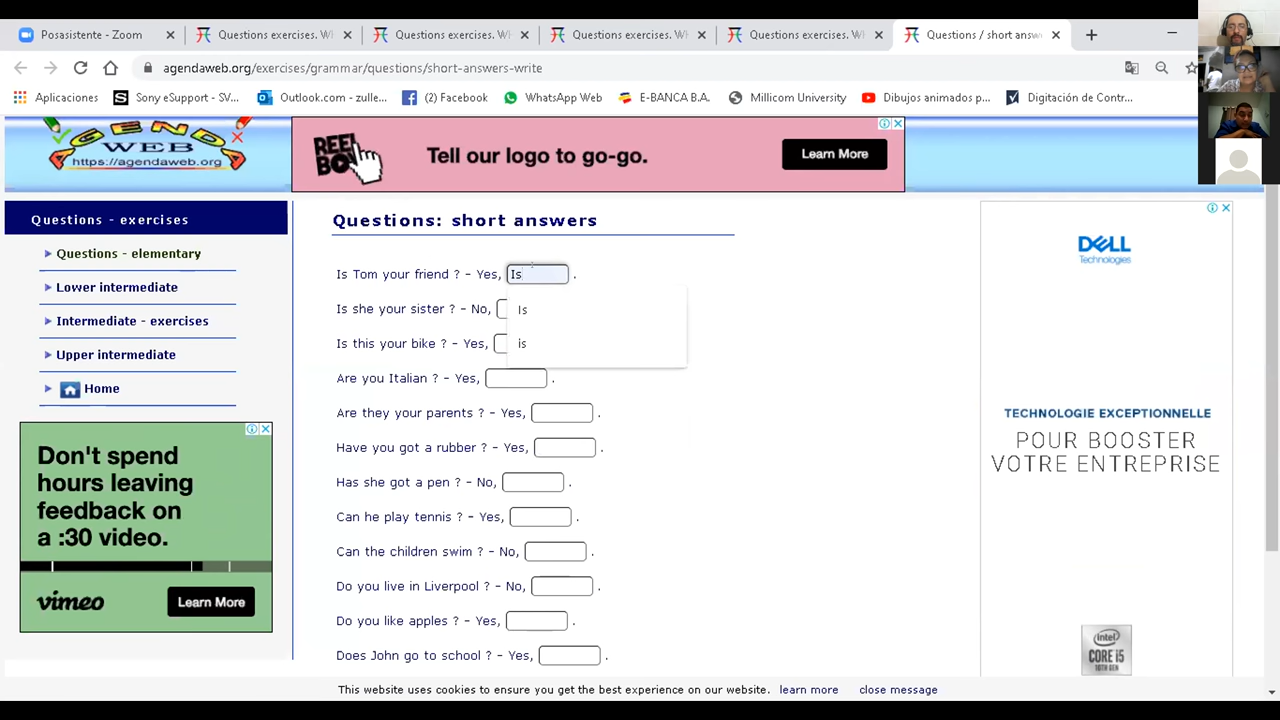 Posasistente - Zoom
Questions exercises. W
Questions exercises. W
Questions exercises. W
Questions exercises. W
Questions / short answ
agendaweb.org/exercises/grammar/questions/short-answers-write
Aplicaciones
Sony eSupport - SV...
Outlook.com - zulle...
(2) Facebook
WhatsApp Web
E-BANCA B.A.
Millicom University
Dibujos animados p...
Digitación de Contr...
AGENDA
WEB
https://agendaweb.org
Tell our logo to go-go.
Learn More
Questions - exercises
Questions - elementary
Lower intermediate
Intermediate - exercises
Upper intermediate
Home
Don't spend
hours leaving
feedback on
a :30 video.
vimeo
Learn More
Questions: short answers
Is Tom your friend ? - Yes, Is .
Is she your sister ? - No,
Is this your bike ? - Yes,
Is
is
Are you Italian ? - Yes, .
Are they your parents ? - Yes, .
Have you got a rubber ? - Yes, .
Has she got a pen ? - No, .
Can he play tennis ? - Yes, .
Can the children swim ? - No, .
Do you live in Liverpool ? - No, .
Do you like apples ? - Yes, .
Does John go to school ? - Yes, .
DELL
Technologies
TECHNOLOGIE EXCEPTIONNELLE
POUR BOOSTER
VOTRE ENTREPRISE
intel
CORE i5
10TH GEN
This website uses cookies to ensure you get the best experience on our website. learn more close message